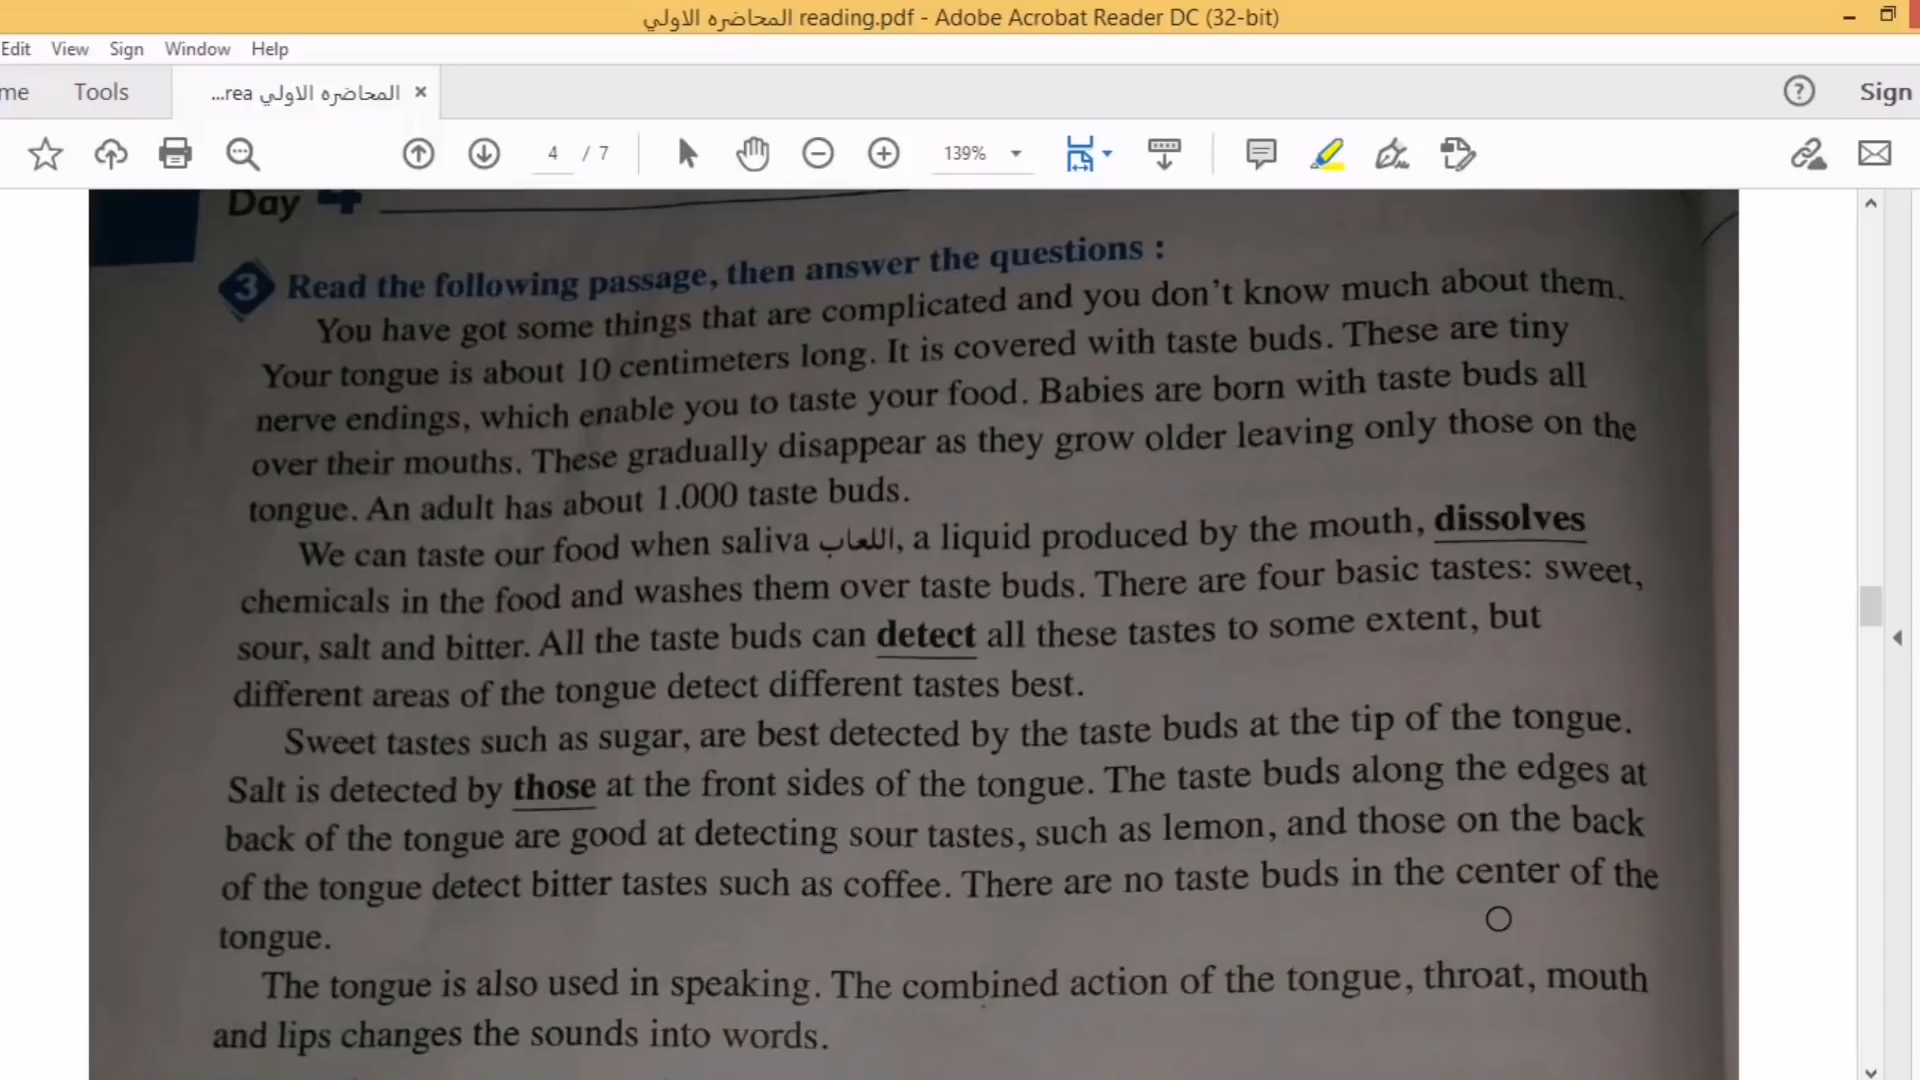 المحاضره الاولي reading.pdf - Adobe Acrobat Reader DC (32-bit)
Edit View Sign Window Help
me Tools المحاضره الاولي rea... × ? Sign
4 / 7 139%
Day 4
3 Read the following passage, then answer the questions :
You have got some things that are complicated and you don't know much about them.
Your tongue is about 10 centimeters long. It is covered with taste buds. These are tiny
nerve endings, which enable you to taste your food. Babies are born with taste buds all
over their mouths. These gradually disappear as they grow older leaving only those on the
tongue. An adult has about 1.000 taste buds.
We can taste our food when saliva اللعاب, a liquid produced by the mouth, dissolves
chemicals in the food and washes them over taste buds. There are four basic tastes: sweet,
sour, salt and bitter. All the taste buds can detect all these tastes to some extent, but
different areas of the tongue detect different tastes best.
Sweet tastes such as sugar, are best detected by the taste buds at the tip of the tongue.
Salt is detected by those at the front sides of the tongue. The taste buds along the edges at
back of the tongue are good at detecting sour tastes, such as lemon, and those on the back
of the tongue detect bitter tastes such as coffee. There are no taste buds in the center of the
tongue.
The tongue is also used in speaking. The combined action of the tongue, throat, mouth
and lips changes the sounds into words.